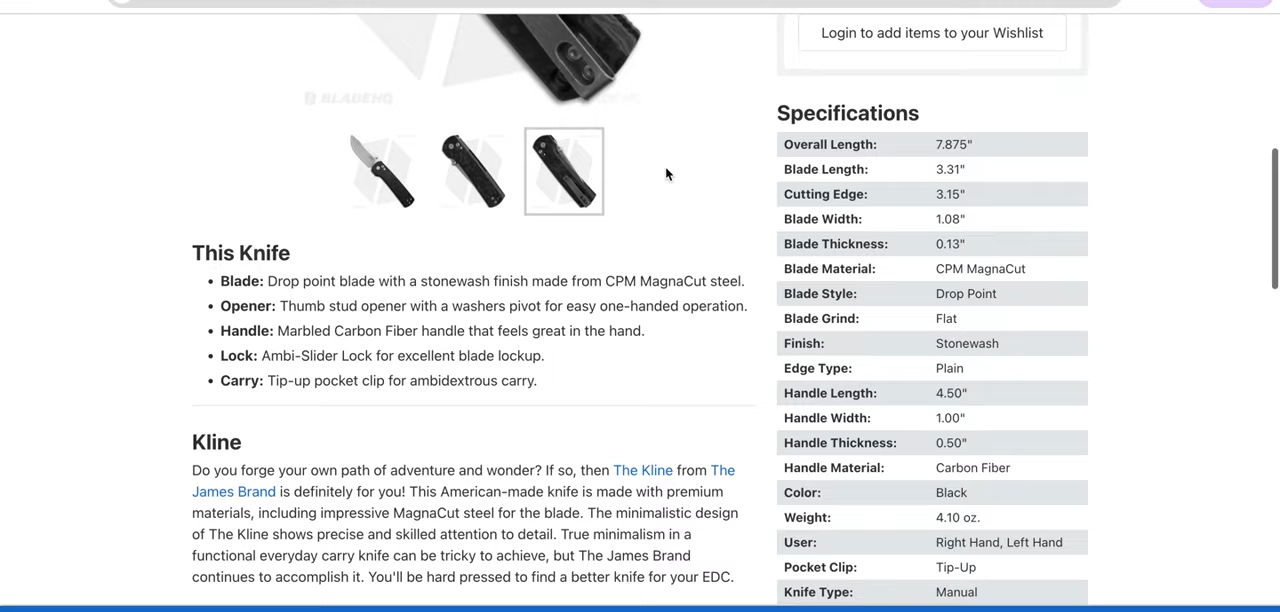 Login to add items to your Wishlist
BLADEHQ
Specifications
Overall Length: 7.875"
Blade Length: 3.31"
Cutting Edge: 3.15"
Blade Width: 1.08"
Blade Thickness: 0.13"
Blade Material: CPM MagnaCut
Blade Style: Drop Point
Blade Grind: Flat
Finish: Stonewash
Edge Type: Plain
Handle Length: 4.50"
Handle Width: 1.00"
Handle Thickness: 0.50"
Handle Material: Carbon Fiber
Color: Black
Weight: 4.10 oz.
User: Right Hand, Left Hand
Pocket Clip: Tip-Up
Knife Type: Manual
This Knife
• Blade: Drop point blade with a stonewash finish made from CPM MagnaCut steel.
• Opener: Thumb stud opener with a washers pivot for easy one-handed operation.
• Handle: Marbled Carbon Fiber handle that feels great in the hand.
• Lock: Ambi-Slider Lock for excellent blade lockup.
• Carry: Tip-up pocket clip for ambidextrous carry.
Kline
Do you forge your own path of adventure and wonder? If so, then The Kline from The
James Brand is definitely for you! This American-made knife is made with premium
materials, including impressive MagnaCut steel for the blade. The minimalistic design
of The Kline shows precise and skilled attention to detail. True minimalism in a
functional everyday carry knife can be tricky to achieve, but The James Brand
continues to accomplish it. You'll be hard pressed to find a better knife for your EDC.